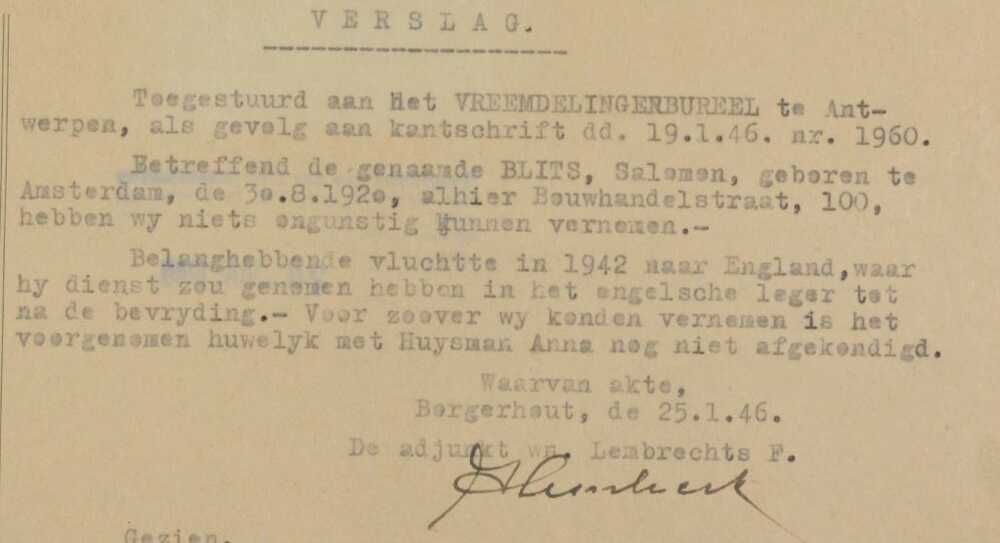 VERSLAG.
Toegestuurd aan Het VREEMDELINGERBUREEL te Ant-
werpen, als gevolg aan kantschrift dd. 19.1.46. nr. 1960.
Betreffend de genaamde BLITS, Salomon, geboren te
Amsterdam, de 30.8.1920, alhier Bouwhandelstraat, 100,
hebben wy niets ongunstig kunnen vernemen.-
Belanghebbende vluchtte in 1942 naar England,waar
hy dienst zou genomen hebben in het engelsche leger tot
na de bevryding.- Voor zoover wy konden vernemen is het
voorgenomen huwelyk met Huysman Anna nog niet afgekondigd.
Waarvan akte,
Borgerhout, de 25.1.46.
De adjunkt wn. Lembrechts F.
Gezien.